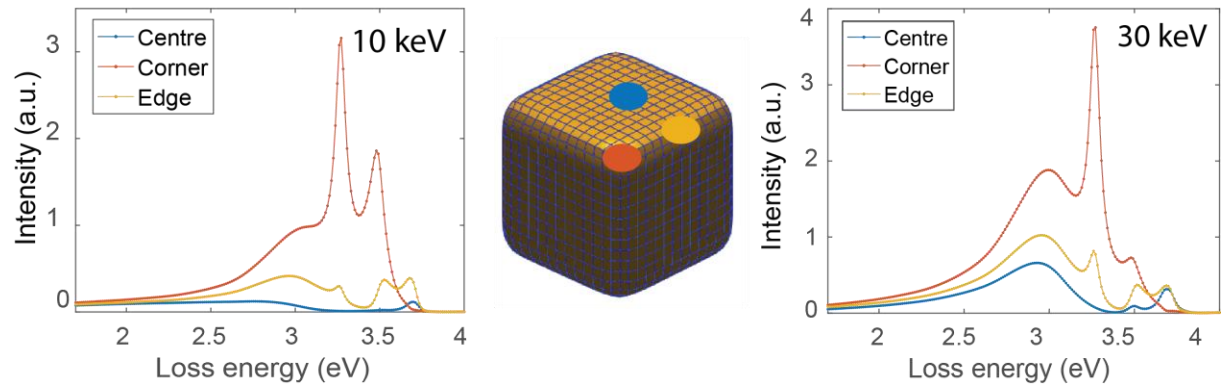 10 keV
Centre
Corner
Edge
Intensity (a.u.)
3
2
1
0
2
2.5
3
3.5
4
Loss energy (eV)
30 keV
Centre
Corner
Edge
Intensity (a.u.)
4
3
2
1
0
2
2.5
3
3.5
4
Loss energy (eV)